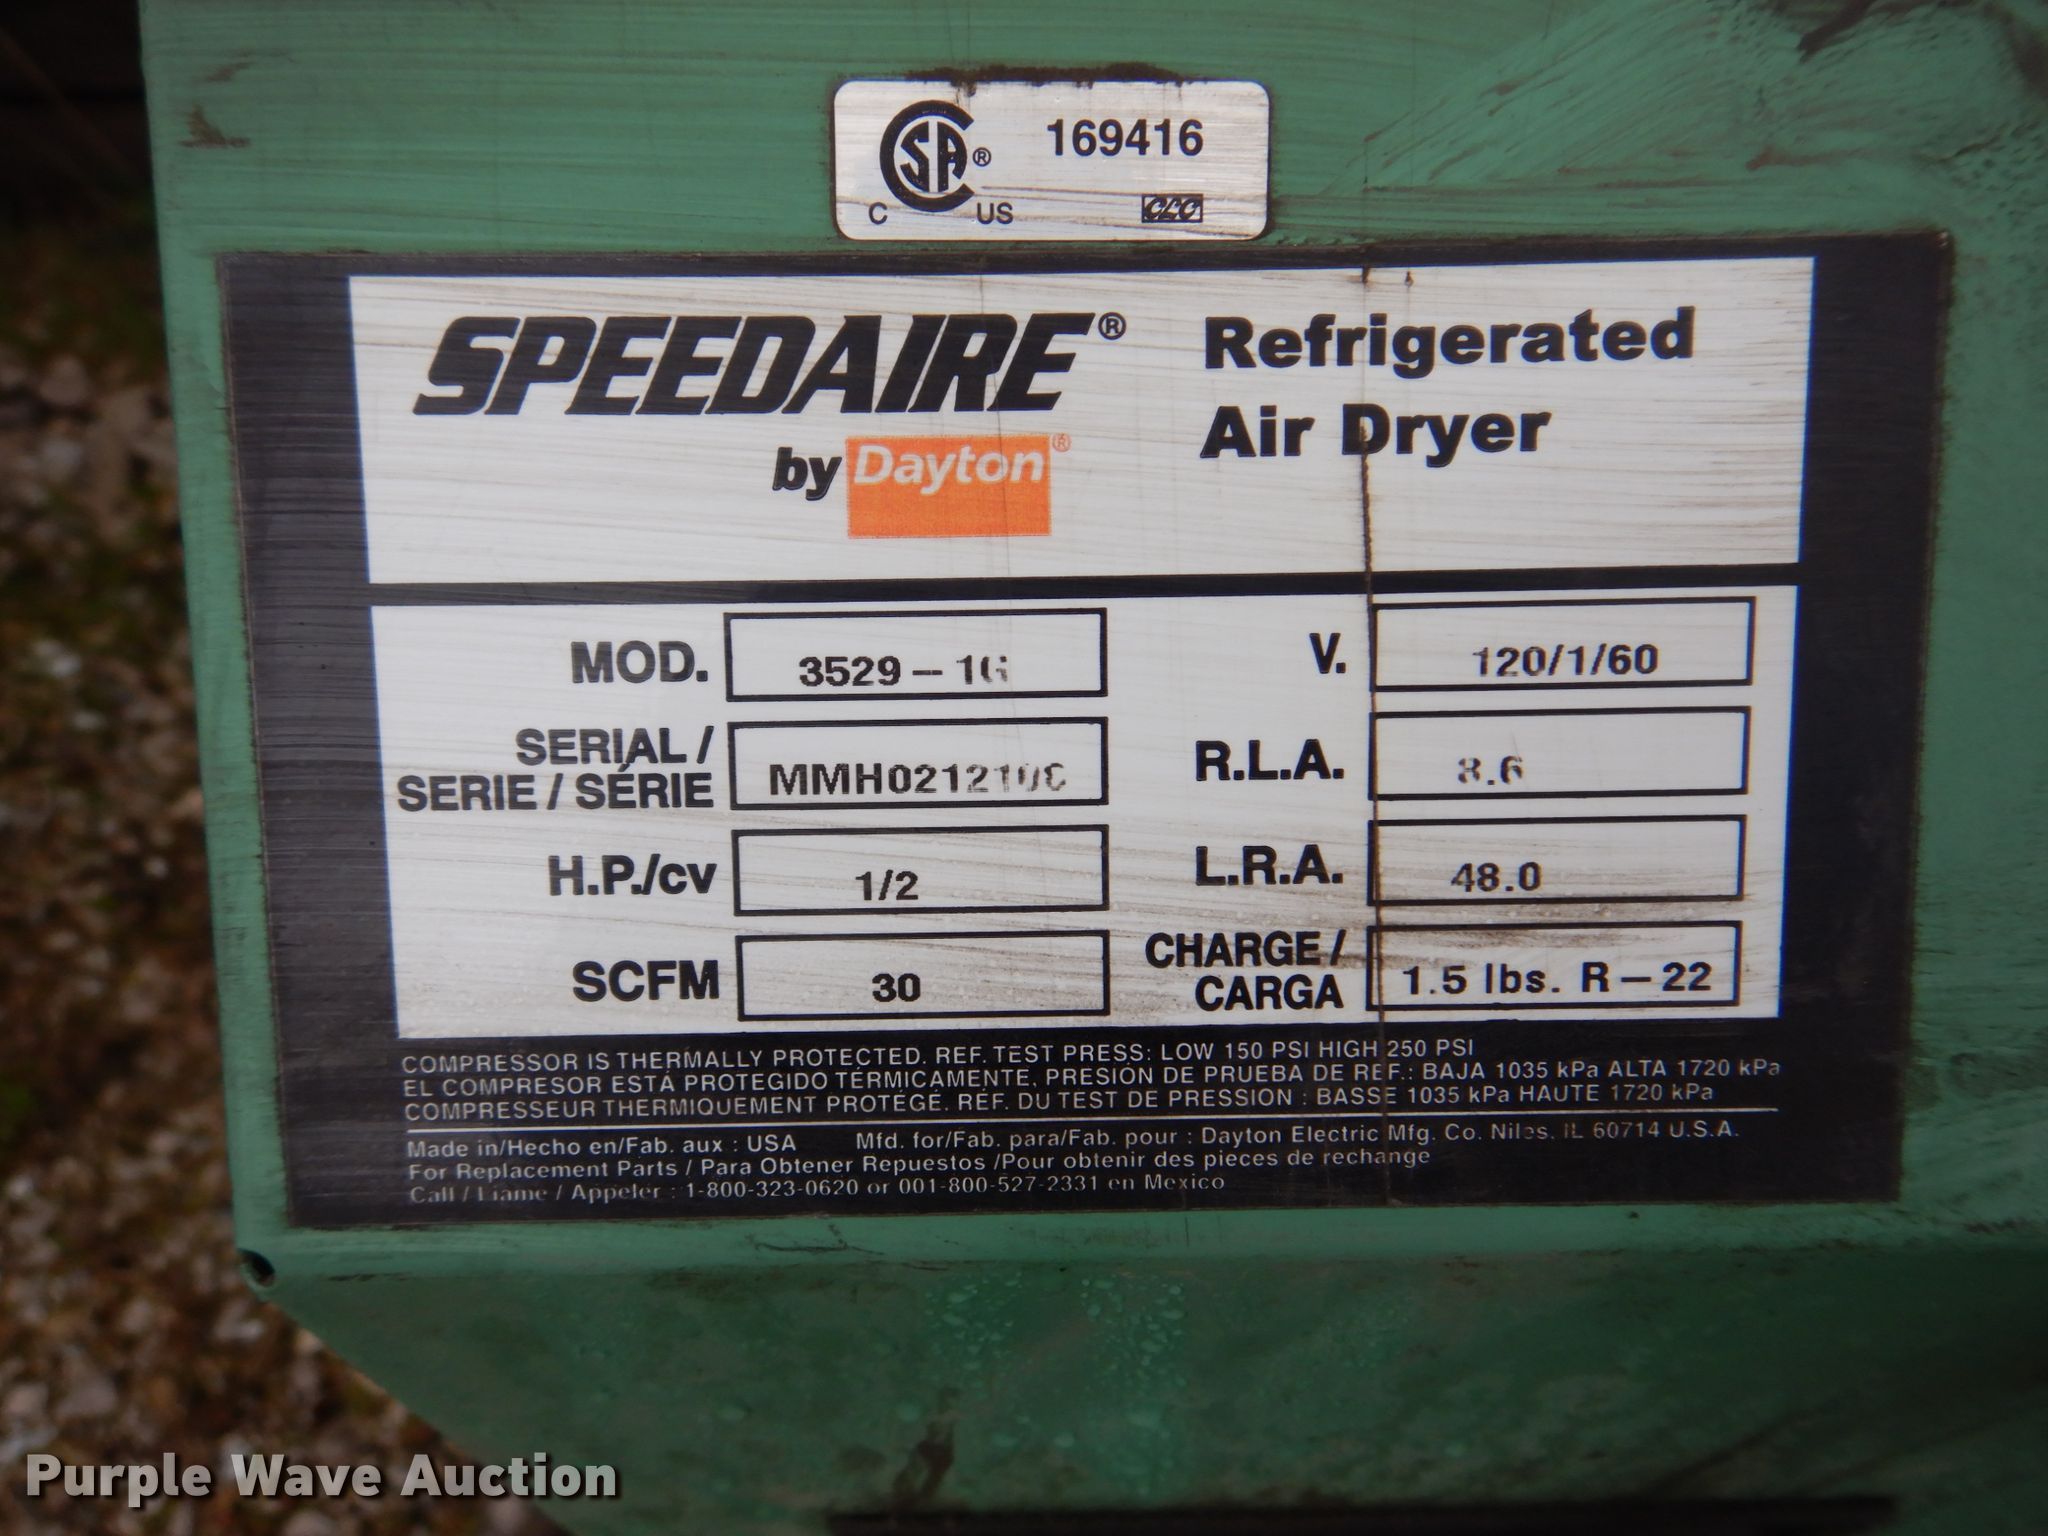 CSA® 169416
C US
SPEEDAIRE® Refrigerated
by Dayton® Air Dryer
MOD. V. 120/1/60
SERIAL / R.L.A.
SERIE / SÉRIE
H.P./cv 1/2 L.R.A. 48.0
SCFM 30 CHARGE / CARGA 1.5 lbs. R-22
COMPRESSOR IS THERMALLY PROTECTED. REF. TEST PRESS: LOW 150 PSI HIGH 250 PSI
EL COMPRESOR ESTÁ PROTEGIDO TÉRMICAMENTE, PRESIÓN DE PRUEBA DE REF.: BAJA 1035 kPa ALTA 1720 kPa
COMPRESSEUR THERMIQUEMENT PROTÉGÉ. RÉF. DU TEST DE PRESSION : BASSE 1035 kPa HAUTE 1720 kPa
Made in/Hecho en/Fab. aux : USA Mfd. for/Fab. para/Fab. pour : Dayton Electric Mfg. Co. Niles, IL 60714 U.S.A.
For Replacement Parts / Para Obtener Repuestos /Pour obtenir des pieces de rechange
Call / Llame / Appeler : 1-800-323-0620 or 001-800-527-2331 en Mexico
Purple Wave Auction